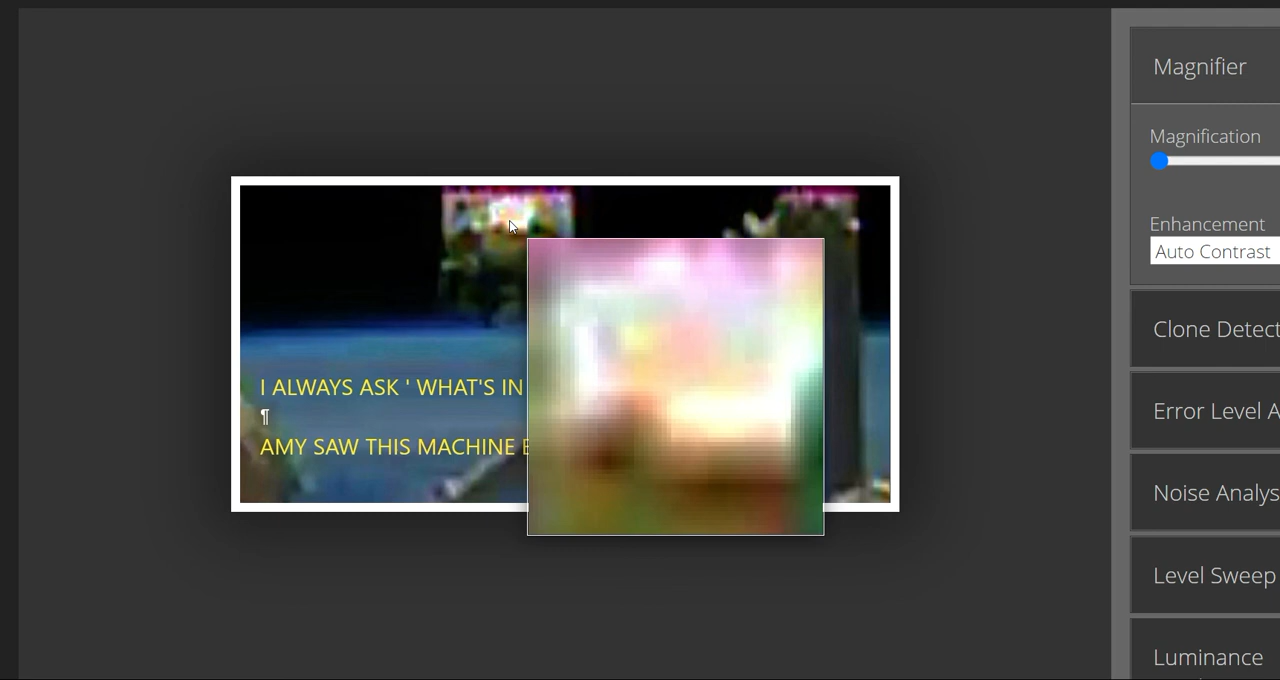 Magnifier
Magnification
Enhancement
Auto Contrast
I ALWAYS ASK ' WHAT'S IN
¶
AMY SAW THIS MACHINE
Clone Detect
Error Level A
Noise Analys
Level Sweep
Luminance